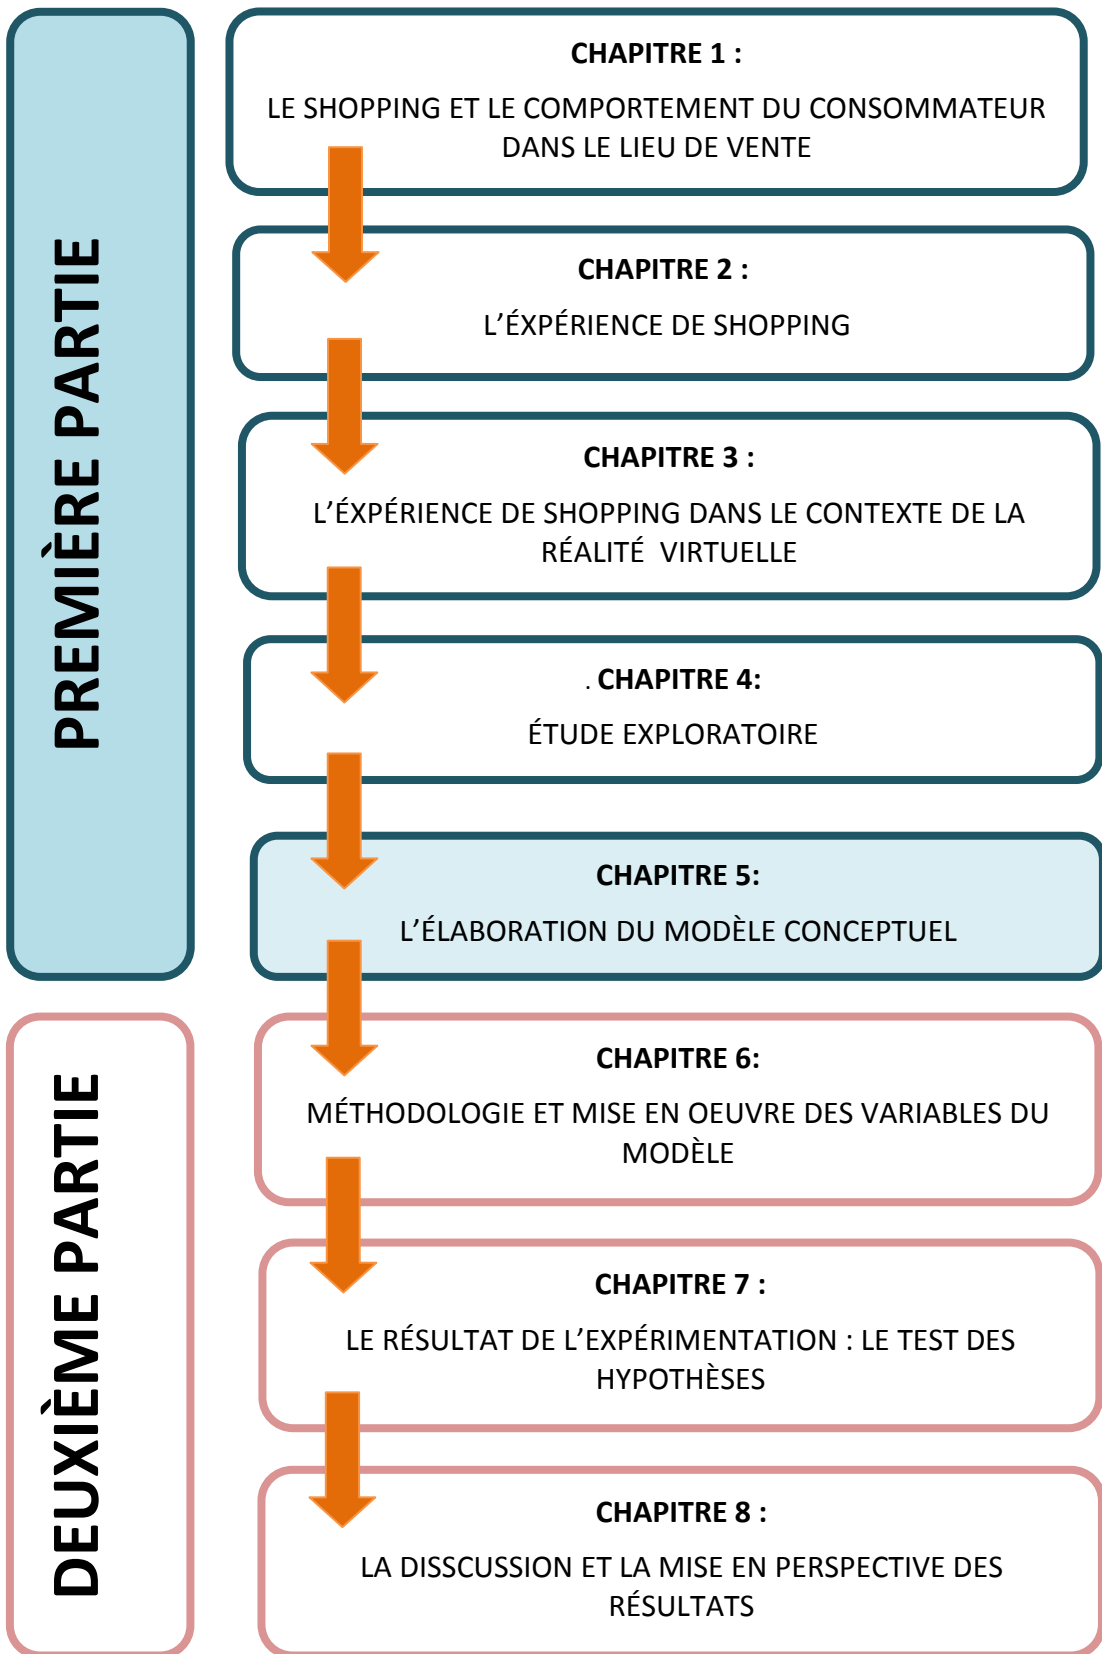 PREMIÈRE PARTIE
CHAPITRE 1 :
LE SHOPPING ET LE COMPORTEMENT DU CONSOMMATEUR
DANS LE LIEU DE VENTE
CHAPITRE 2 :
L’ÉXPÉRIENCE DE SHOPPING
CHAPITRE 3 :
L’ÉXPÉRIENCE DE SHOPPING DANS LE CONTEXTE DE LA
RÉALITÉ  VIRTUELLE
. CHAPITRE 4:
ÉTUDE EXPLORATOIRE
CHAPITRE 5:
L’ÉLABORATION DU MODÈLE CONCEPTUEL
DEUXIÈME PARTIE
CHAPITRE 6:
MÉTHODOLOGIE ET MISE EN OEUVRE DES VARIABLES DU
MODÈLE
CHAPITRE 7 :
LE RÉSULTAT DE L’EXPÉRIMENTATION : LE TEST DES
HYPOTHÈSES
CHAPITRE 8 :
LA DISSCUSSION ET LA MISE EN PERSPECTIVE DES
RÉSULTATS